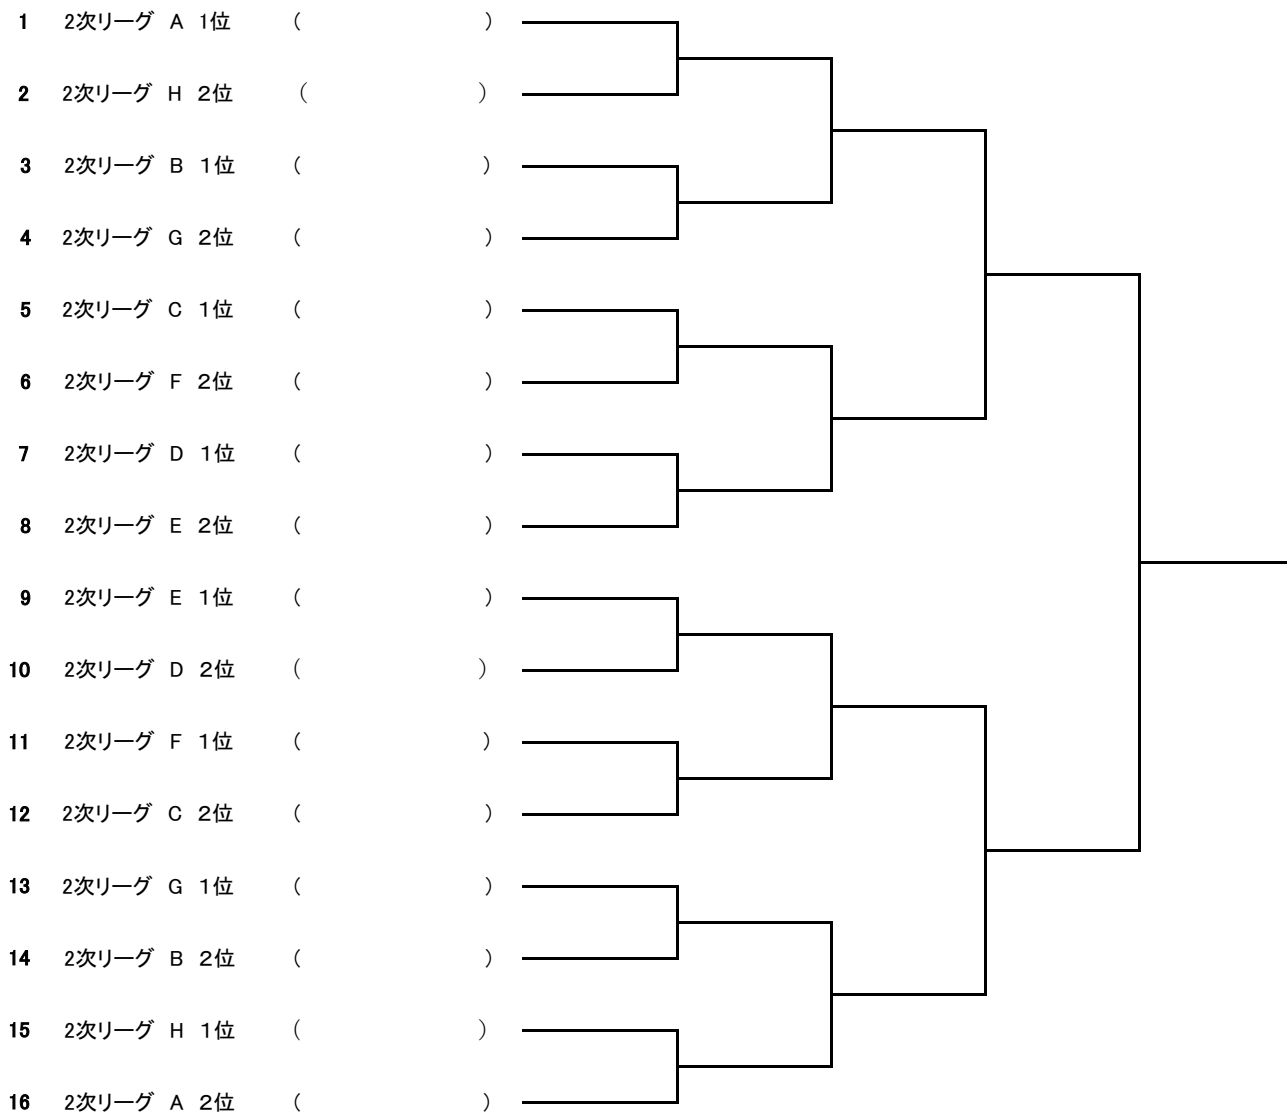 1 2次リーグ A 1位 ( )
2 2次リーグ H 2位 ( )
3 2次リーグ B 1位 ( )
4 2次リーグ G 2位 ( )
5 2次リーグ C 1位 ( )
6 2次リーグ F 2位 ( )
7 2次リーグ D 1位 ( )
8 2次リーグ E 2位 ( )
9 2次リーグ E 1位 ( )
10 2次リーグ D 2位 ( )
11 2次リーグ F 1位 ( )
12 2次リーグ C 2位 ( )
13 2次リーグ G 1位 ( )
14 2次リーグ B 2位 ( )
15 2次リーグ H 1位 ( )
16 2次リーグ A 2位 ( )